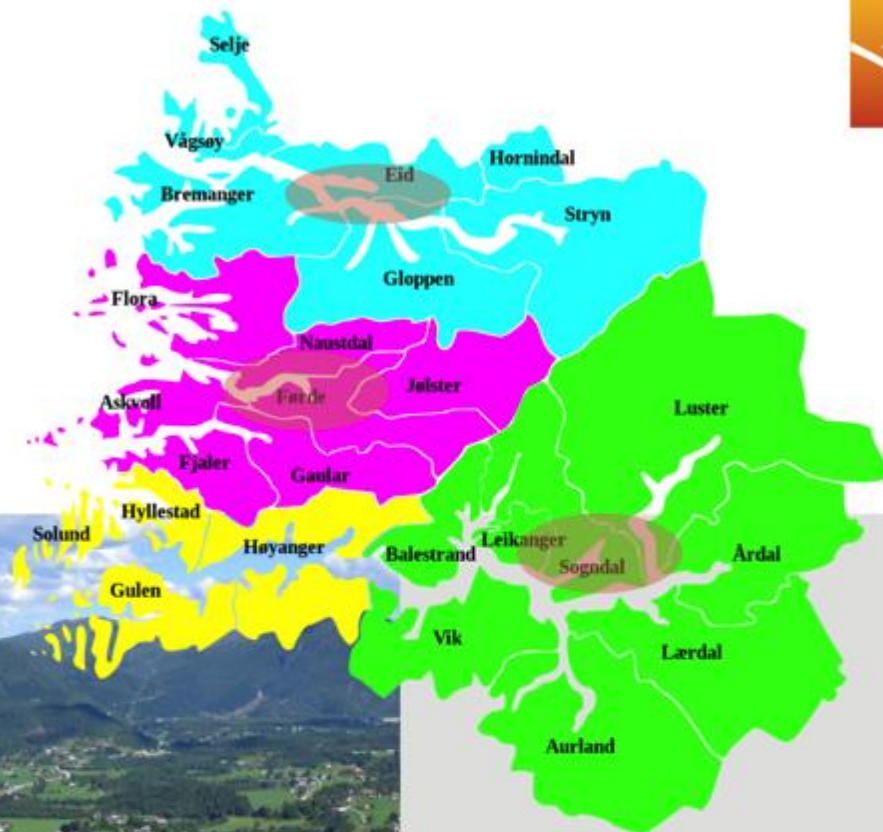 Selje
Vågsøy
Hornindal
Eid
Bremanger
Stryn
Gloppen
Flora
Naustdal
Jølster
Førde
Askvoll
Luster
Fjaler
Gaular
Hyllestad
Solund
Leikanger
Høyanger
Balestrand
Årdal
Sogndal
Gulen
Vik
Lærdal
Aurland